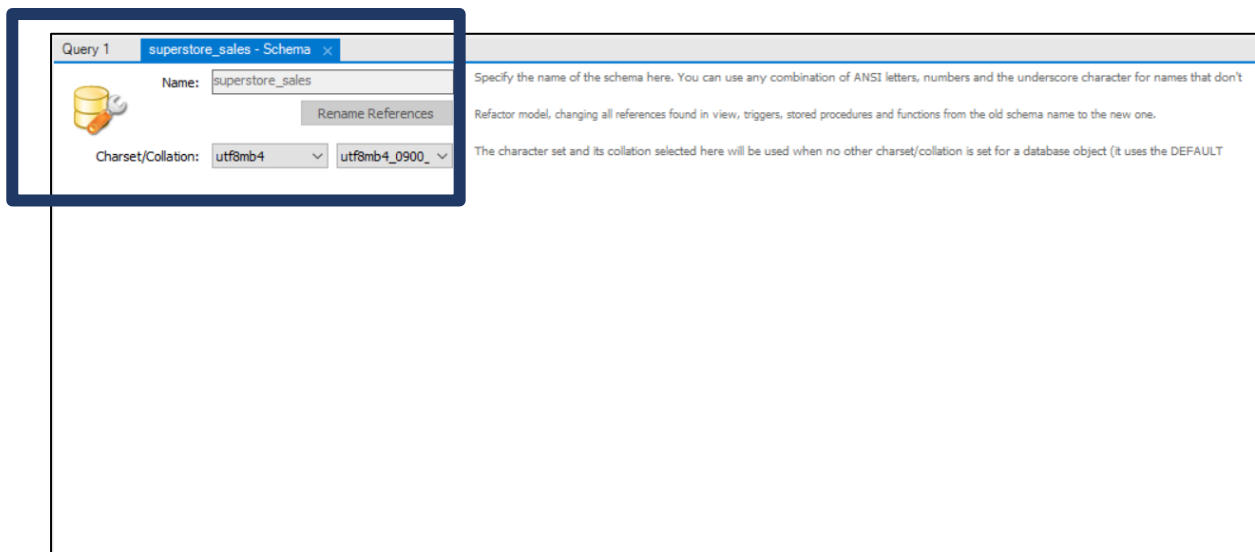 Query 1 superstore_sales - Schema ×
Name: superstore_sales Specify the name of the schema here. You can use any combination of ANSI letters, numbers and the underscore character for names that don't
Rename References Refactor model, changing all references found in view, triggers, stored procedures and functions from the old schema name to the new one.
Charset/Collation: utf8mb4 utf8mb4_0900_ The character set and its collation selected here will be used when no other charset/collation is set for a database object (it uses the DEFAULT